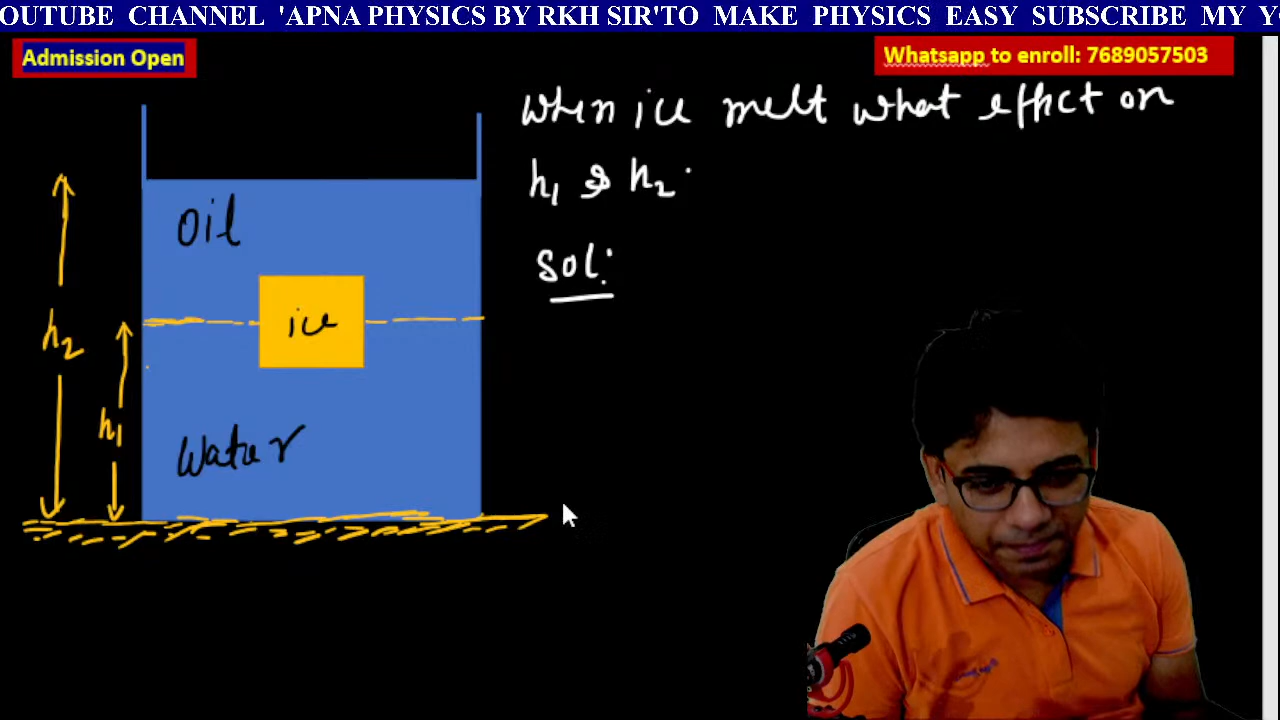 OUTUBE CHANNEL 'APNA PHYSICS BY RKH SIR'TO MAKE PHYSICS EASY SUBSCRIBE MY Y
Admission Open
Whatsapp to enroll: 7689057503
When ice melt what effect on
h1 & h2.
Sol:
Oil
ice
h2
h1
Water